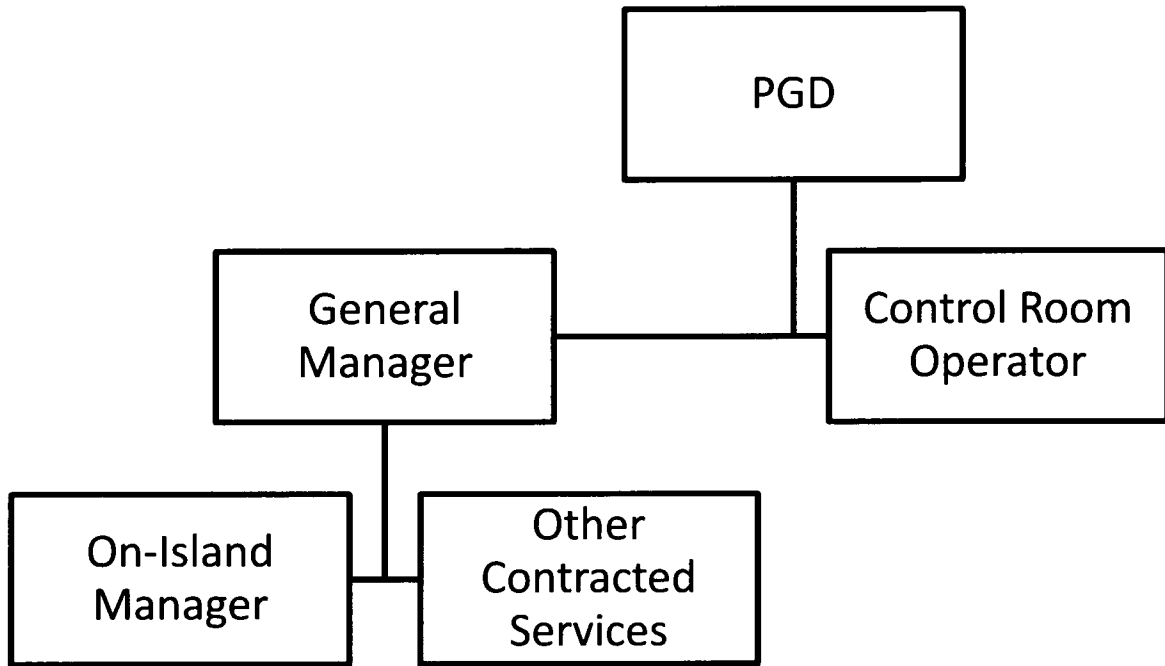 PGD
General
Manager
Control Room
Operator
On-Island
Manager
Other
Contracted
Services